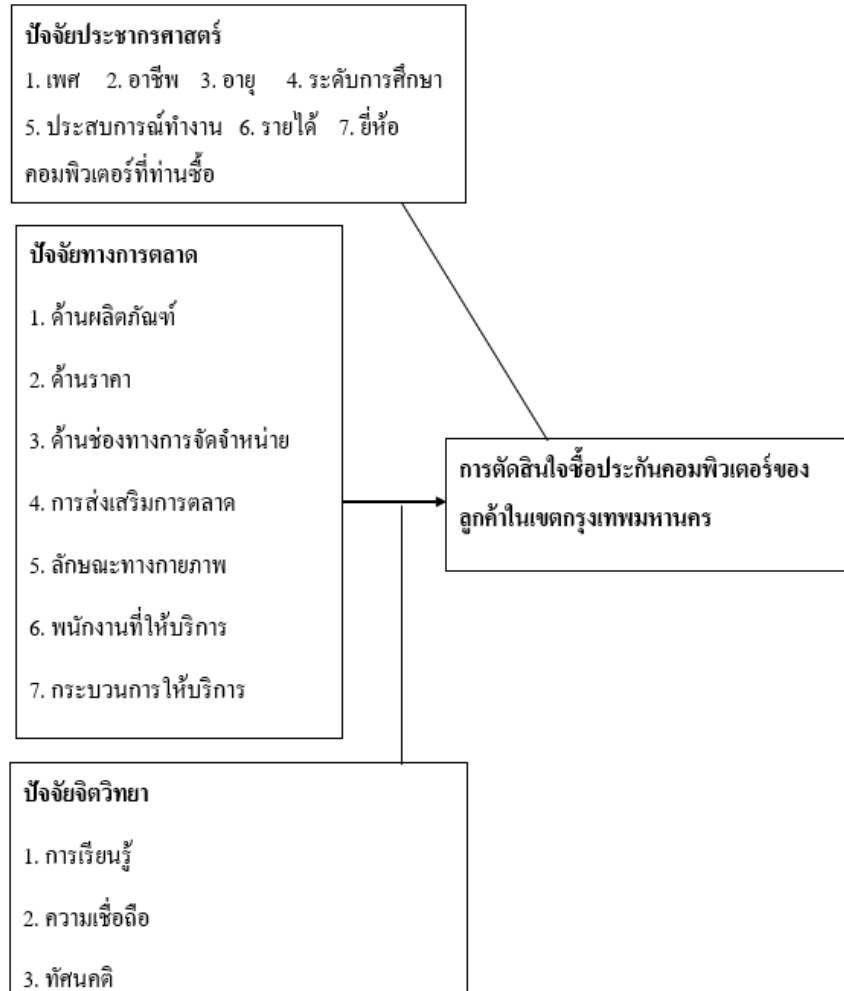 ปัจจัยประชากรศาสตร์
1. เพศ 2. อาชีพ 3. อายุ 4. ระดับการศึกษา
5. ประสบการณ์ทำงาน 6. รายได้ 7. ยี่ห้อ
คอมพิวเตอร์ที่ท่านซื้อ
ปัจจัยทางการตลาด
1. ด้านผลิตภัณฑ์
2. ด้านราคา
3. ด้านช่องทางการจัดจำหน่าย
4. การส่งเสริมการตลาด
5. ลักษณะทางกายภาพ
6. พนักงานที่ให้บริการ
7. กระบวนการให้บริการ
การตัดสินใจซื้อประกันคอมพิวเตอร์ของ
ลูกค้าในเขตกรุงเทพมหานคร
ปัจจัยจิตวิทยา
1. การเรียนรู้
2. ความเชื่อถือ
3. ทัศนคติ